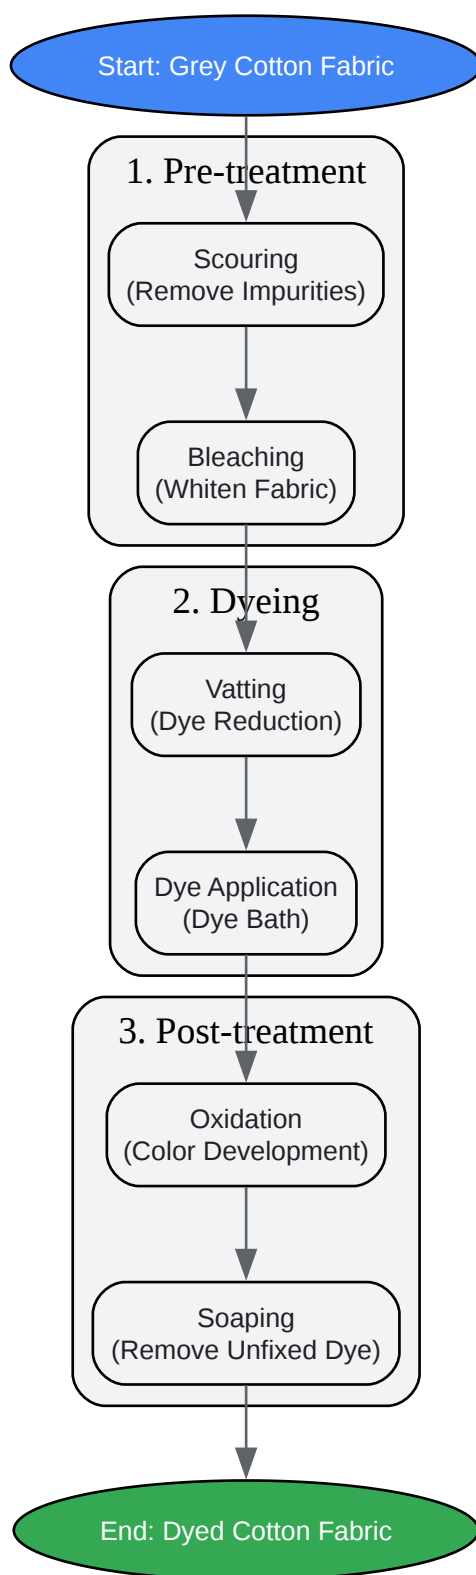 Start: Grey Cotton Fabric
1. Pre-treatment
Scouring
(Remove Impurities)
Bleaching
(Whiten Fabric)
2. Dyeing
Vatting
(Dye Reduction)
Dye Application
(Dye Bath)
3. Post-treatment
Oxidation
(Color Development)
Soaping
(Remove Unfixed Dye)
End: Dyed Cotton Fabric